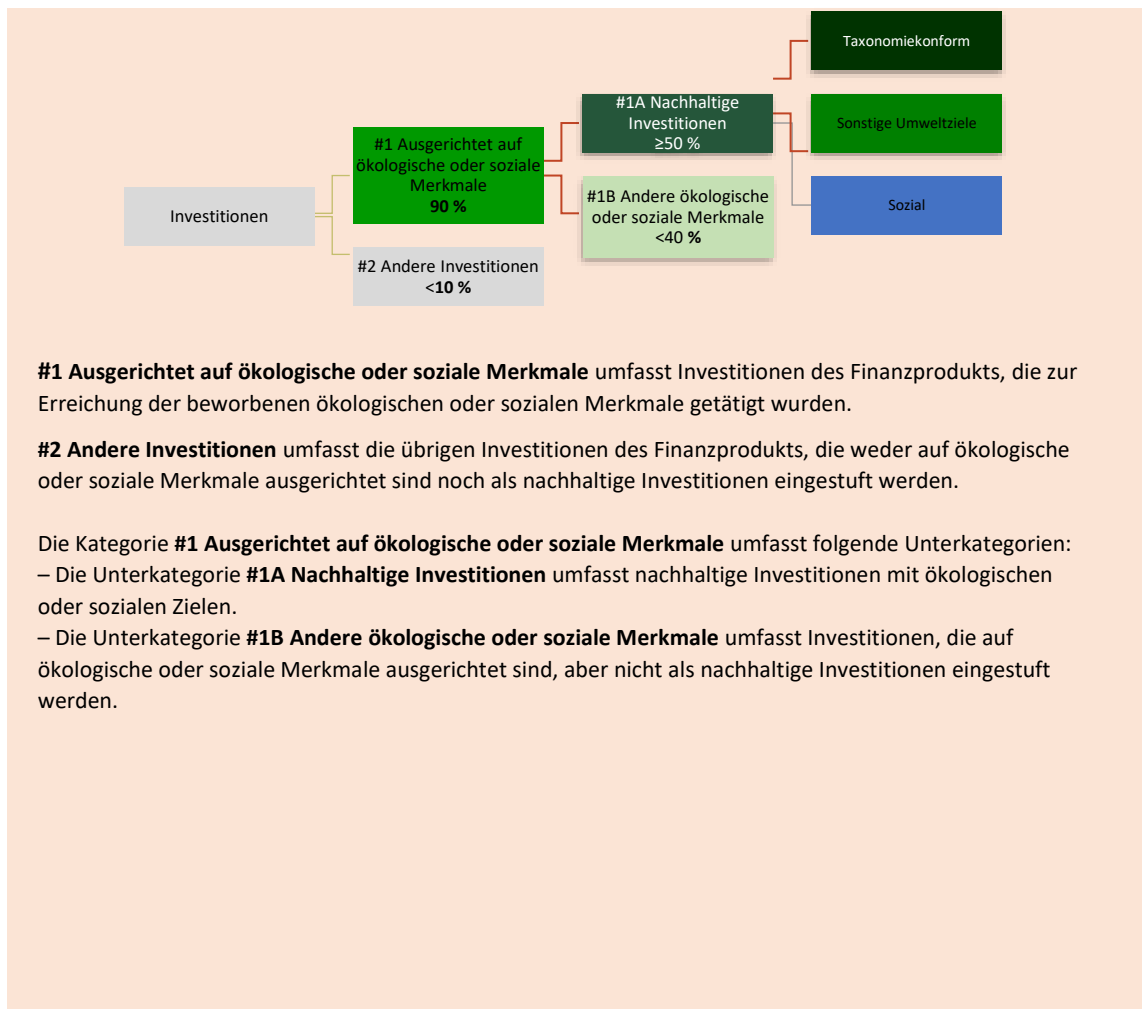 Taxonomiekonform
#1A Nachhaltige
Investitionen
≥50 %
Sonstige Umweltziele
#1 Ausgerichtet auf
ökologische oder soziale
Merkmale
90 %
#1B Andere ökologische
oder soziale Merkmale
<40 %
Sozial
Investitionen
#2 Andere Investitionen
<10 %
#1 Ausgerichtet auf ökologische oder soziale Merkmale umfasst Investitionen des Finanzprodukts, die zur
Erreichung der beworbenen ökologischen oder sozialen Merkmale getätigt wurden.
#2 Andere Investitionen umfasst die übrigen Investitionen des Finanzprodukts, die weder auf ökologische
oder soziale Merkmale ausgerichtet sind noch als nachhaltige Investitionen eingestuft werden.
Die Kategorie #1 Ausgerichtet auf ökologische oder soziale Merkmale umfasst folgende Unterkategorien:
– Die Unterkategorie #1A Nachhaltige Investitionen umfasst nachhaltige Investitionen mit ökologischen
oder sozialen Zielen.
– Die Unterkategorie #1B Andere ökologische oder soziale Merkmale umfasst Investitionen, die auf
ökologische oder soziale Merkmale ausgerichtet sind, aber nicht als nachhaltige Investitionen eingestuft
werden.